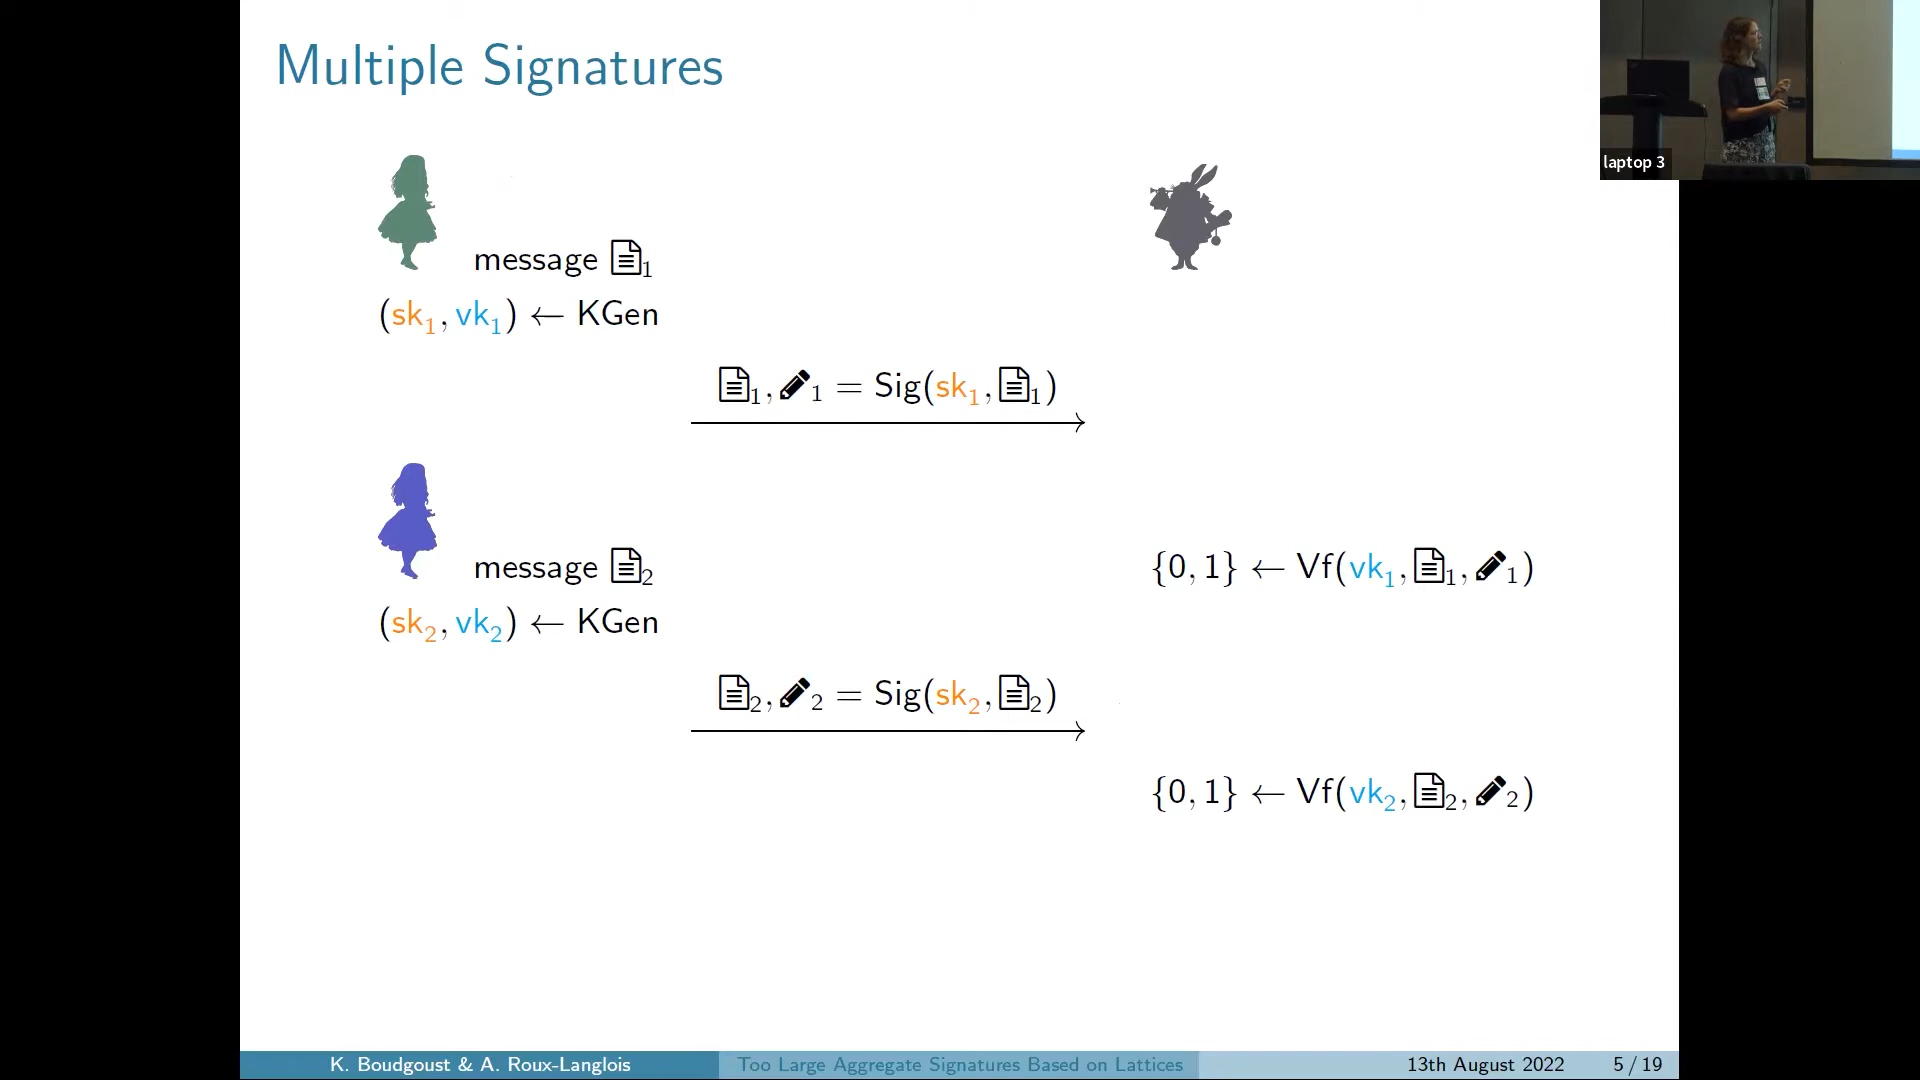 Multiple Signatures
laptop 3
message 1
(sk1, vk1) ← KGen
1, 1 = Sig(sk1, 1)
message 2
{0, 1} ← Vf(vk1, 1, 1)
(sk2, vk2) ← KGen
2, 2 = Sig(sk2, 2)
{0, 1} ← Vf(vk2, 2, 2)
K. Boudgoust & A. Roux-Langlois
Too Large Aggregate Signatures Based on Lattices
13th August 2022
5 / 19